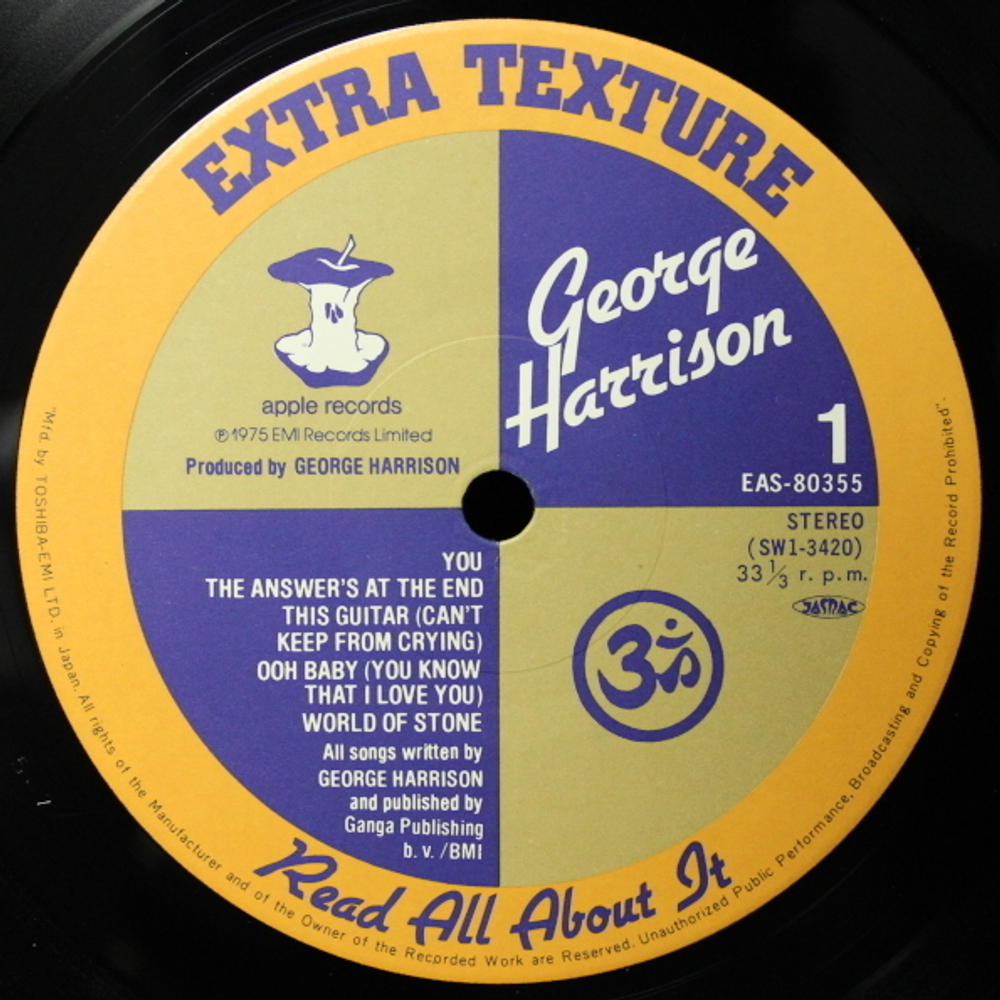 EXTRA TEXTURE
George
Harrison
apple records
℗ 1975 EMI Records Limited
Produced by GEORGE HARRISON
1
EAS-80355
STEREO
(SW1-3420)
33 1/3 r. p. m.
JASRAC
YOU
THE ANSWER'S AT THE END
THIS GUITAR (CAN'T
KEEP FROM CRYING)
OOH BABY (YOU KNOW
THAT I LOVE YOU)
WORLD OF STONE
All songs written by
GEORGE HARRISON
and published by
Ganga Publishing
b. v. /BMI
ॐ
Read All About It
"Mfd. by TOSHIBA-EMI LTD. in Japan. All rights of the Manufacturer and of the Owner of the Recorded Work are Reserved. Unauthorized Public Performance, Broadcasting and Copying of the Record Prohibited".